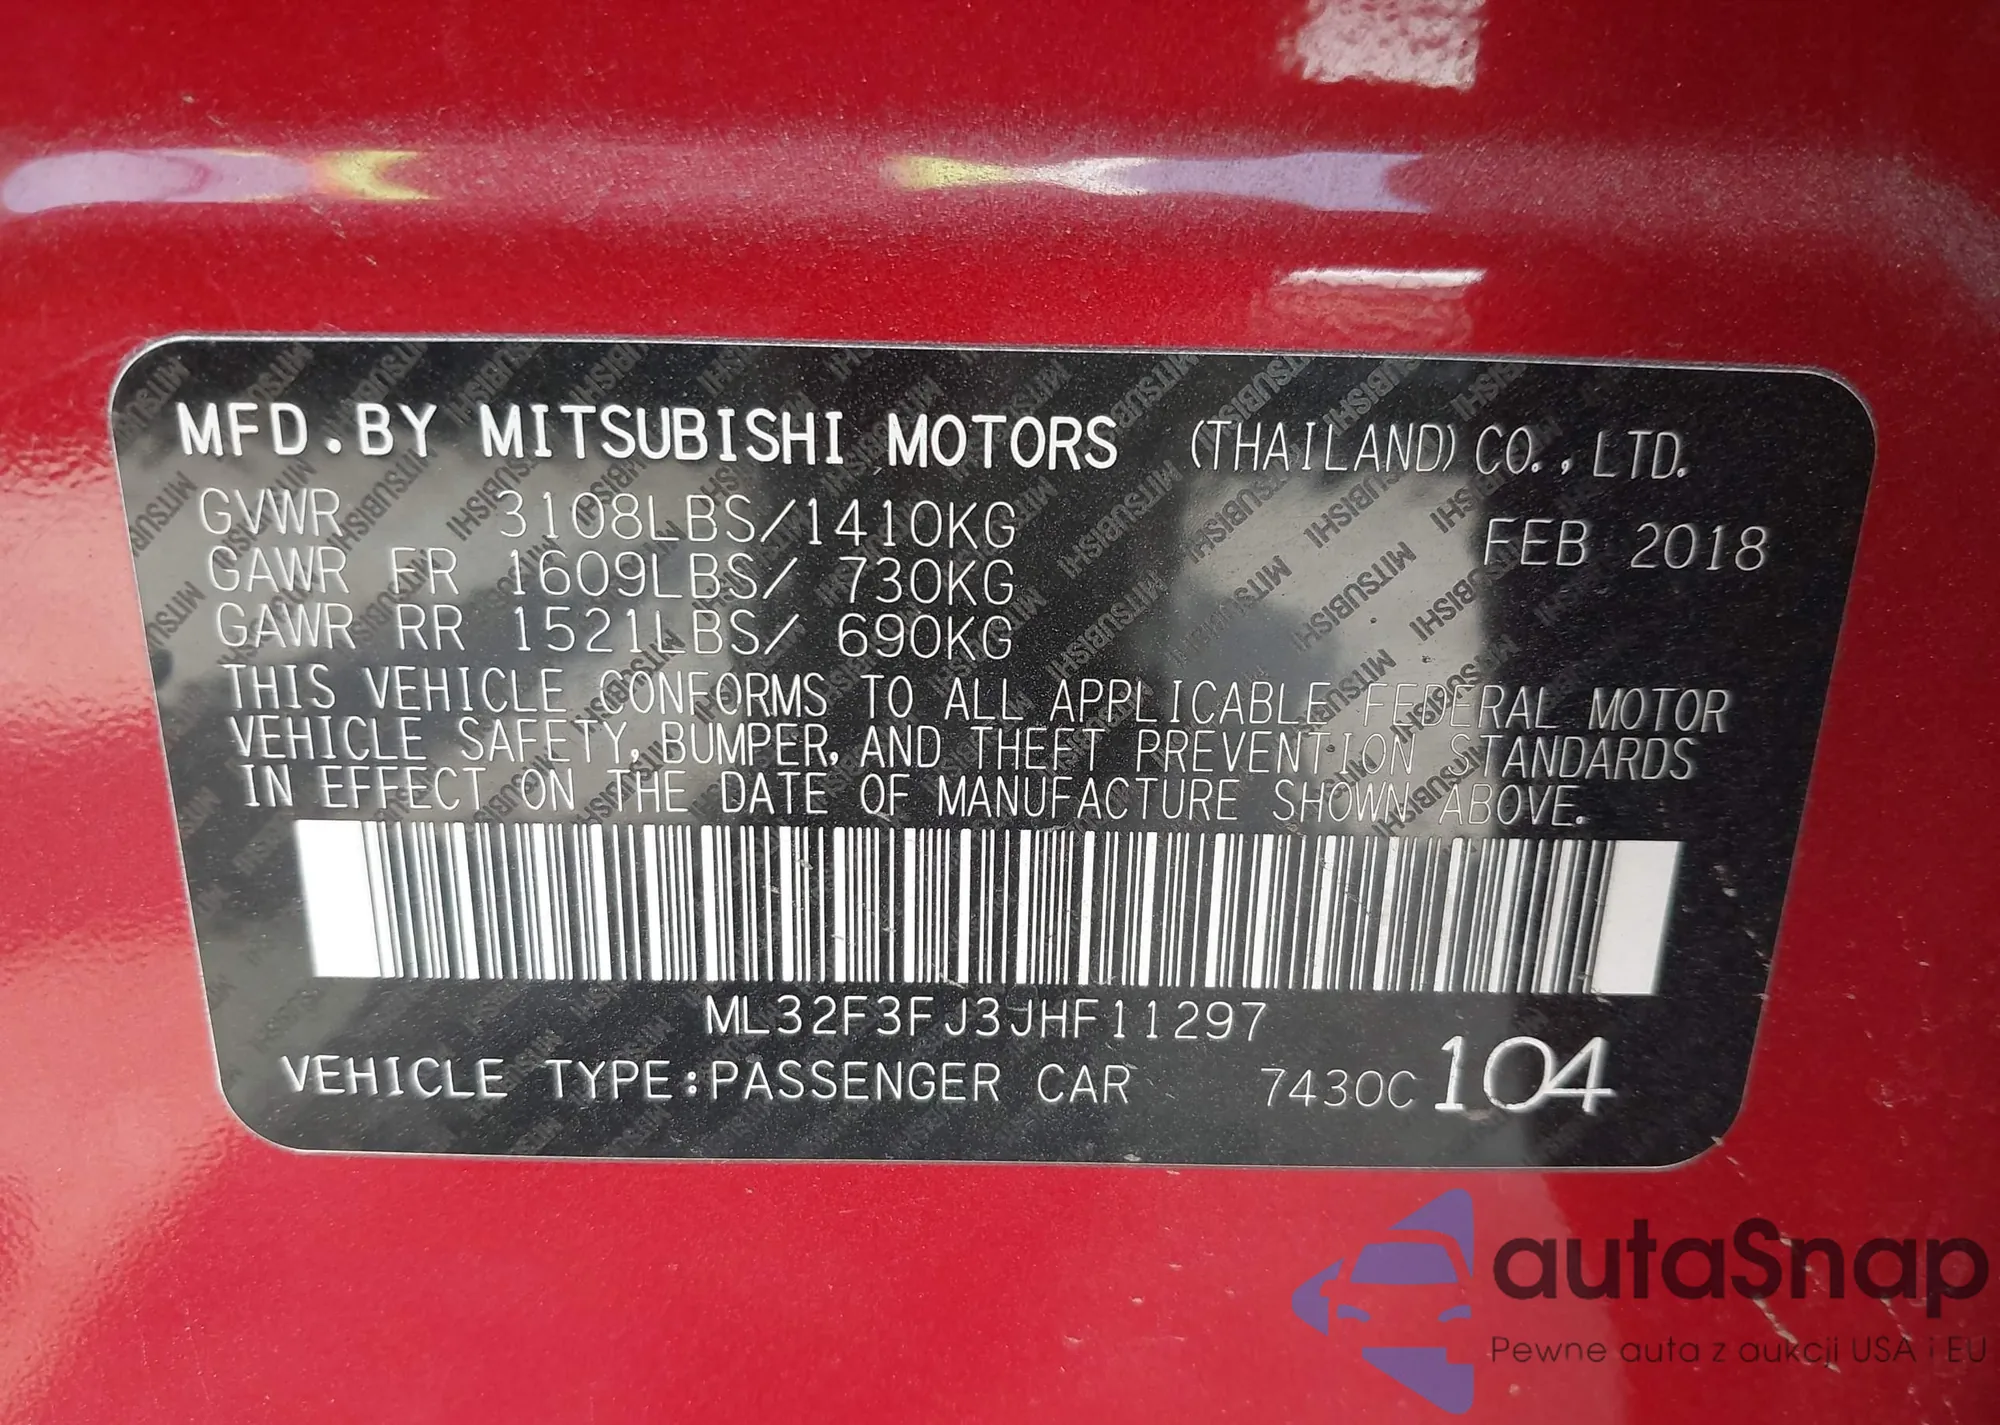 MFD.BY MITSUBISHI MOTORS (THAILAND) CO., LTD.
GVWR 3108LBS/1410KG FEB 2018
GAWR FR 1609LBS/ 730KG
GAWR RR 1521LBS/ 690KG
THIS VEHICLE CONFORMS TO ALL APPLICABLE FEDERAL MOTOR
VEHICLE SAFETY, BUMPER, AND THEFT PREVENTION STANDARDS
IN EFFECT ON THE DATE OF MANUFACTURE SHOWN ABOVE.
ML32F3FJ3JHF11297
VEHICLE TYPE:PASSENGER CAR 7430C 104
autaSnap
Pewne auta z aukcji USA i EU